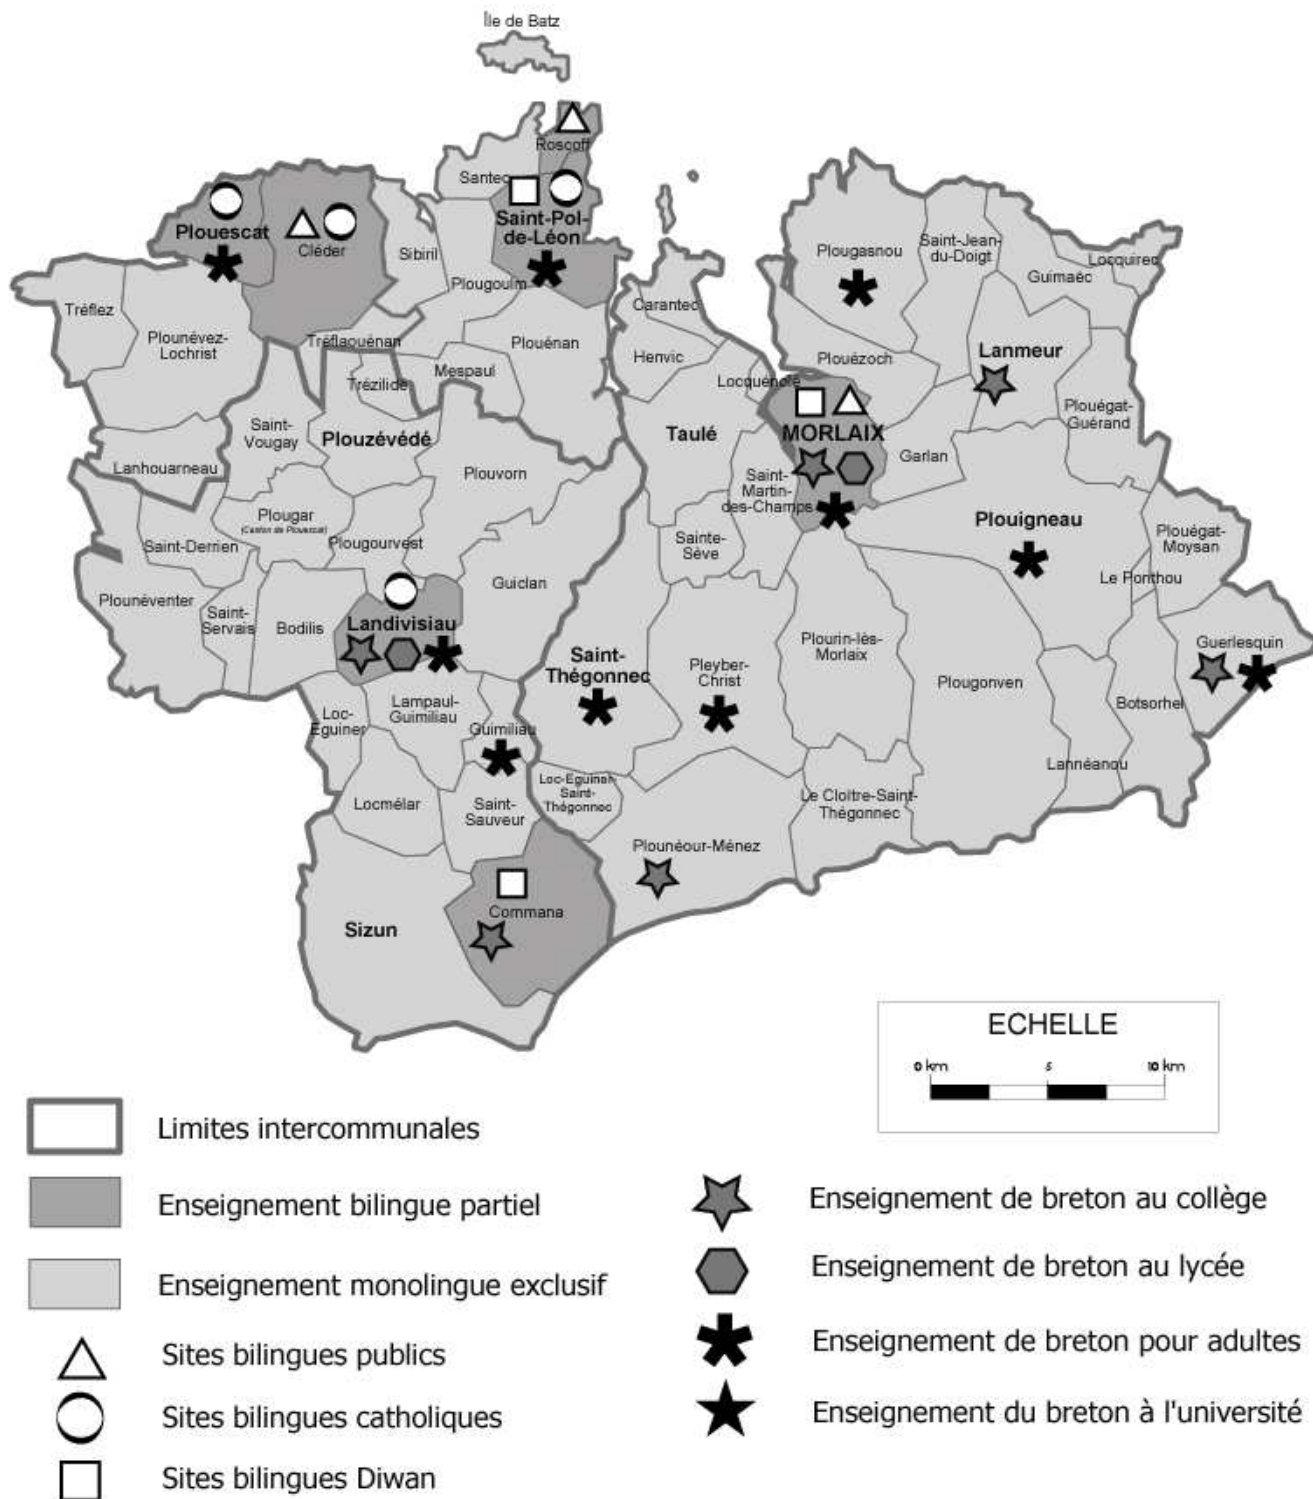 Île de Batz
Roscoff
Santec
Saint-Pol-
de-Léon
Plouescat
Cléder
Sibiril
Plougoulm
Tréflez
Plounévez-
Lochrist
Tréflaouénan
Trézilidé
Mespaul
Plouénan
Carantec
Henvic
Locquénolé
Taulé
Plougasnou
Saint-Jean-
du-Doigt
Guimaëc
Locquirec
Plouézoch
Lanmeur
Plouégat-
Guérand
MORLAIX
Garlan
Saint-
Martin-
des-Champs
Sainte-
Sève
Plouigneau
Plouégat-
Moysan
Le Ponthou
Guerlesquin
Botsorhel
Lannéanou
Plougonven
Plourin-lès-
Morlaix
Le Cloître-Saint-
Thégonnec
Pleyber-
Christ
Saint-
Thégonnec
Loc-Eguiner-
Saint-
Thégonnec
Plounéour-Ménez
Lanhouarneau
Saint-
Vougay
Plouzévédé
Plouvorn
Plougar
(Canton de Plouescat)
Plougourvest
Saint-Derrien
Plounéventer
Saint-
Servais
Bodilis
Landivisiau
Guiclan
Loc-
Eguiner
Lampaul-
Guimiliau
Guimiliau
Locmélar
Saint-
Sauveur
Sizun
Commana
ECHELLE
0 km 5 10 km
Limites intercommunales
Enseignement bilingue partiel
Enseignement monolingue exclusif
Sites bilingues publics
Sites bilingues catholiques
Sites bilingues Diwan
Enseignement de breton au collège
Enseignement de breton au lycée
Enseignement de breton pour adultes
Enseignement du breton à l'université